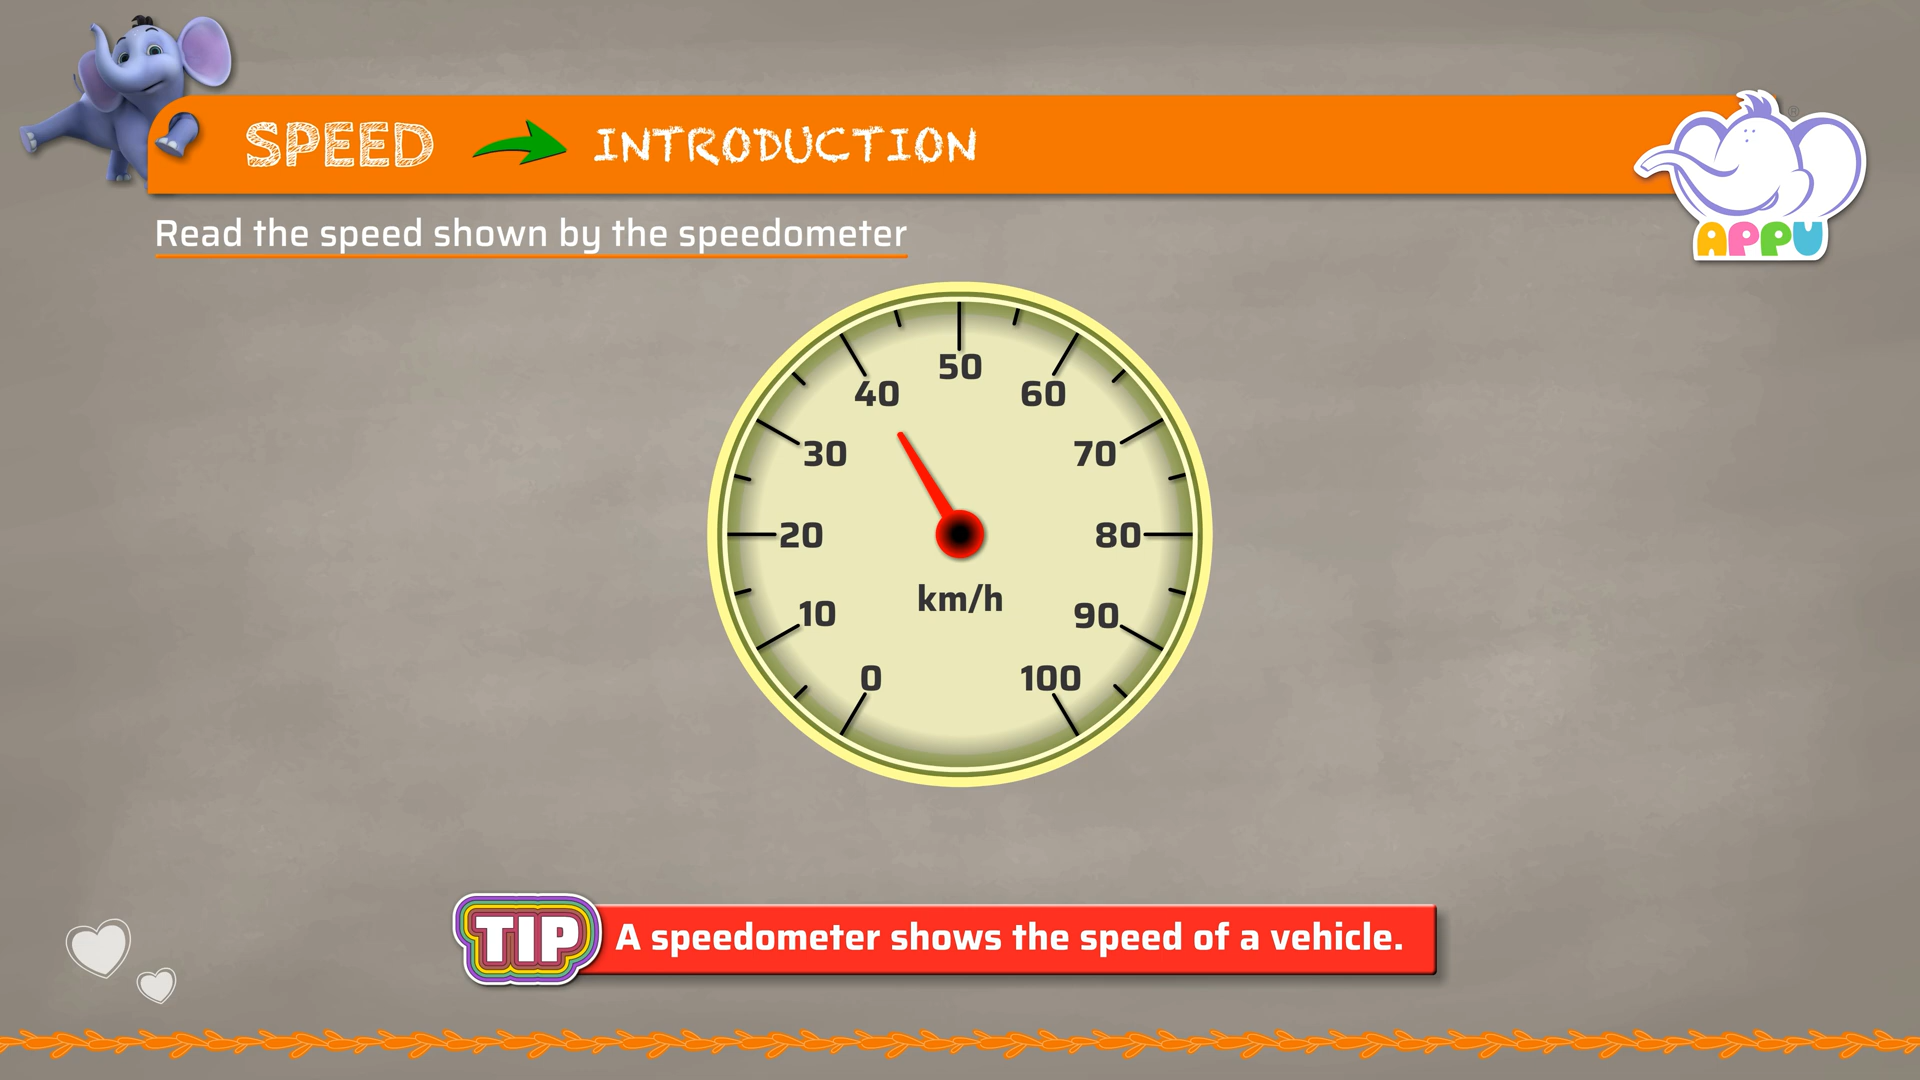 SPEED INTRODUCTION
APPU
Read the speed shown by the speedometer
50
40 60
30 70
20 80
km/h
10 90
0 100
TIP A speedometer shows the speed of a vehicle.